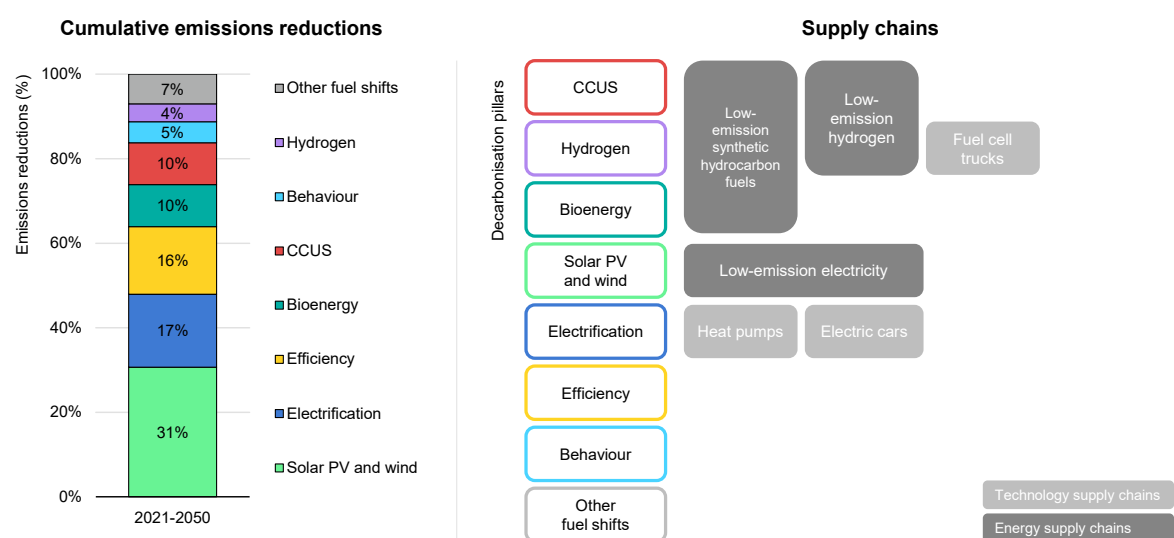 Cumulative emissions reductions
Emissions reductions (%)
100%
80%
60%
40%
20%
0%
7%
4%
5%
10%
10%
16%
17%
31%
2021-2050
Other fuel shifts
Hydrogen
Behaviour
CCUS
Bioenergy
Efficiency
Electrification
Solar PV and wind
Supply chains
Decarbonisation pillars
CCUS
Hydrogen
Bioenergy
Solar PV
and wind
Electrification
Efficiency
Behaviour
Other
fuel shifts
Low-
emission
synthetic
hydrocarbon
fuels
Low-
emission
hydrogen
Fuel cell
trucks
Low-emission electricity
Heat pumps
Electric cars
Technology supply chains
Energy supply chains